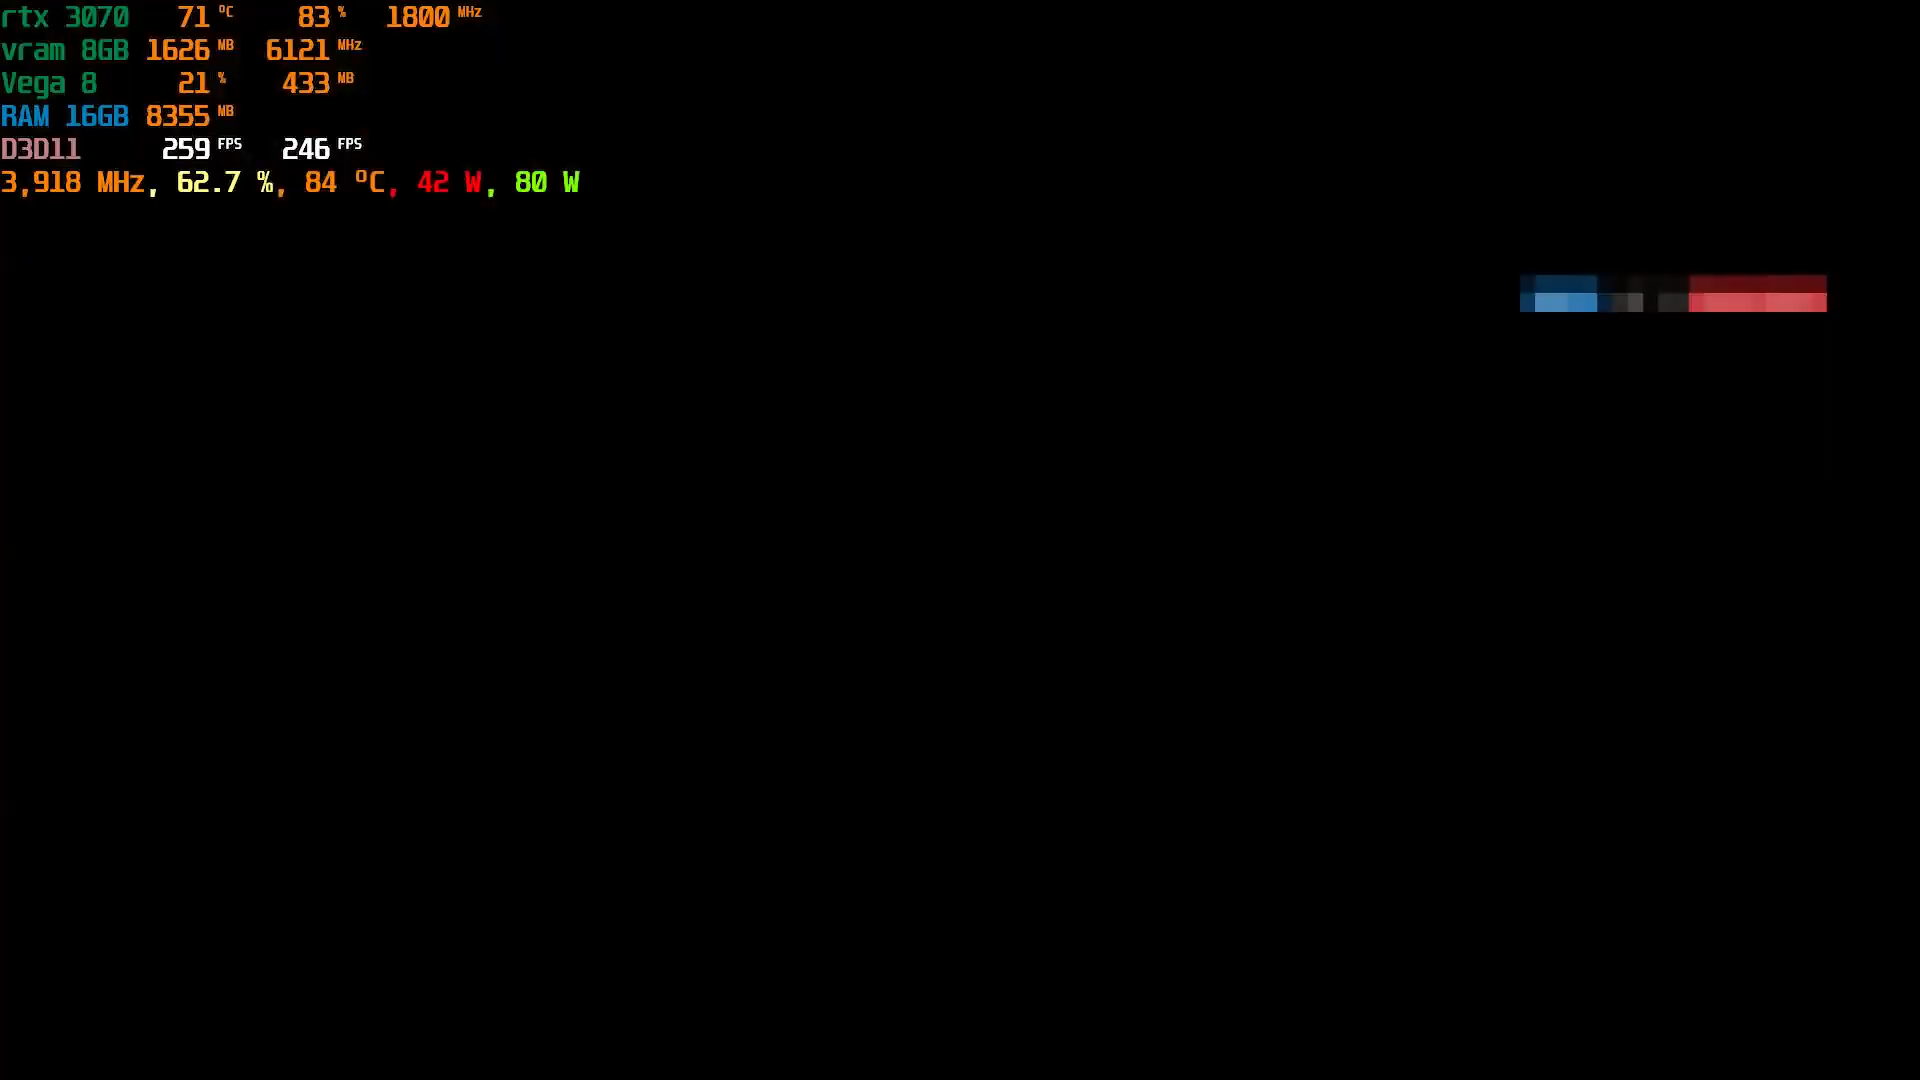 rtx 3070 71 °C 83 % 1800 MHz
vram 8GB 1626 MB 6121 MHz
Vega 8 21 % 433 MB
RAM 16GB 8355 MB
D3D11 259 FPS 246 FPS
3,918 MHz, 62.7 %, 84 °C, 42 W, 80 W